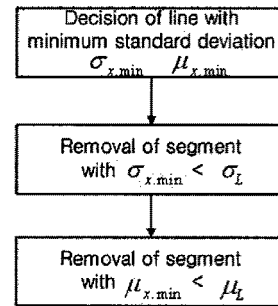 Decision of line with
minimum standard deviation
σx.min μx.min
Removal of segment
with σx.min < σL
Removal of segment
with μx.min < μL